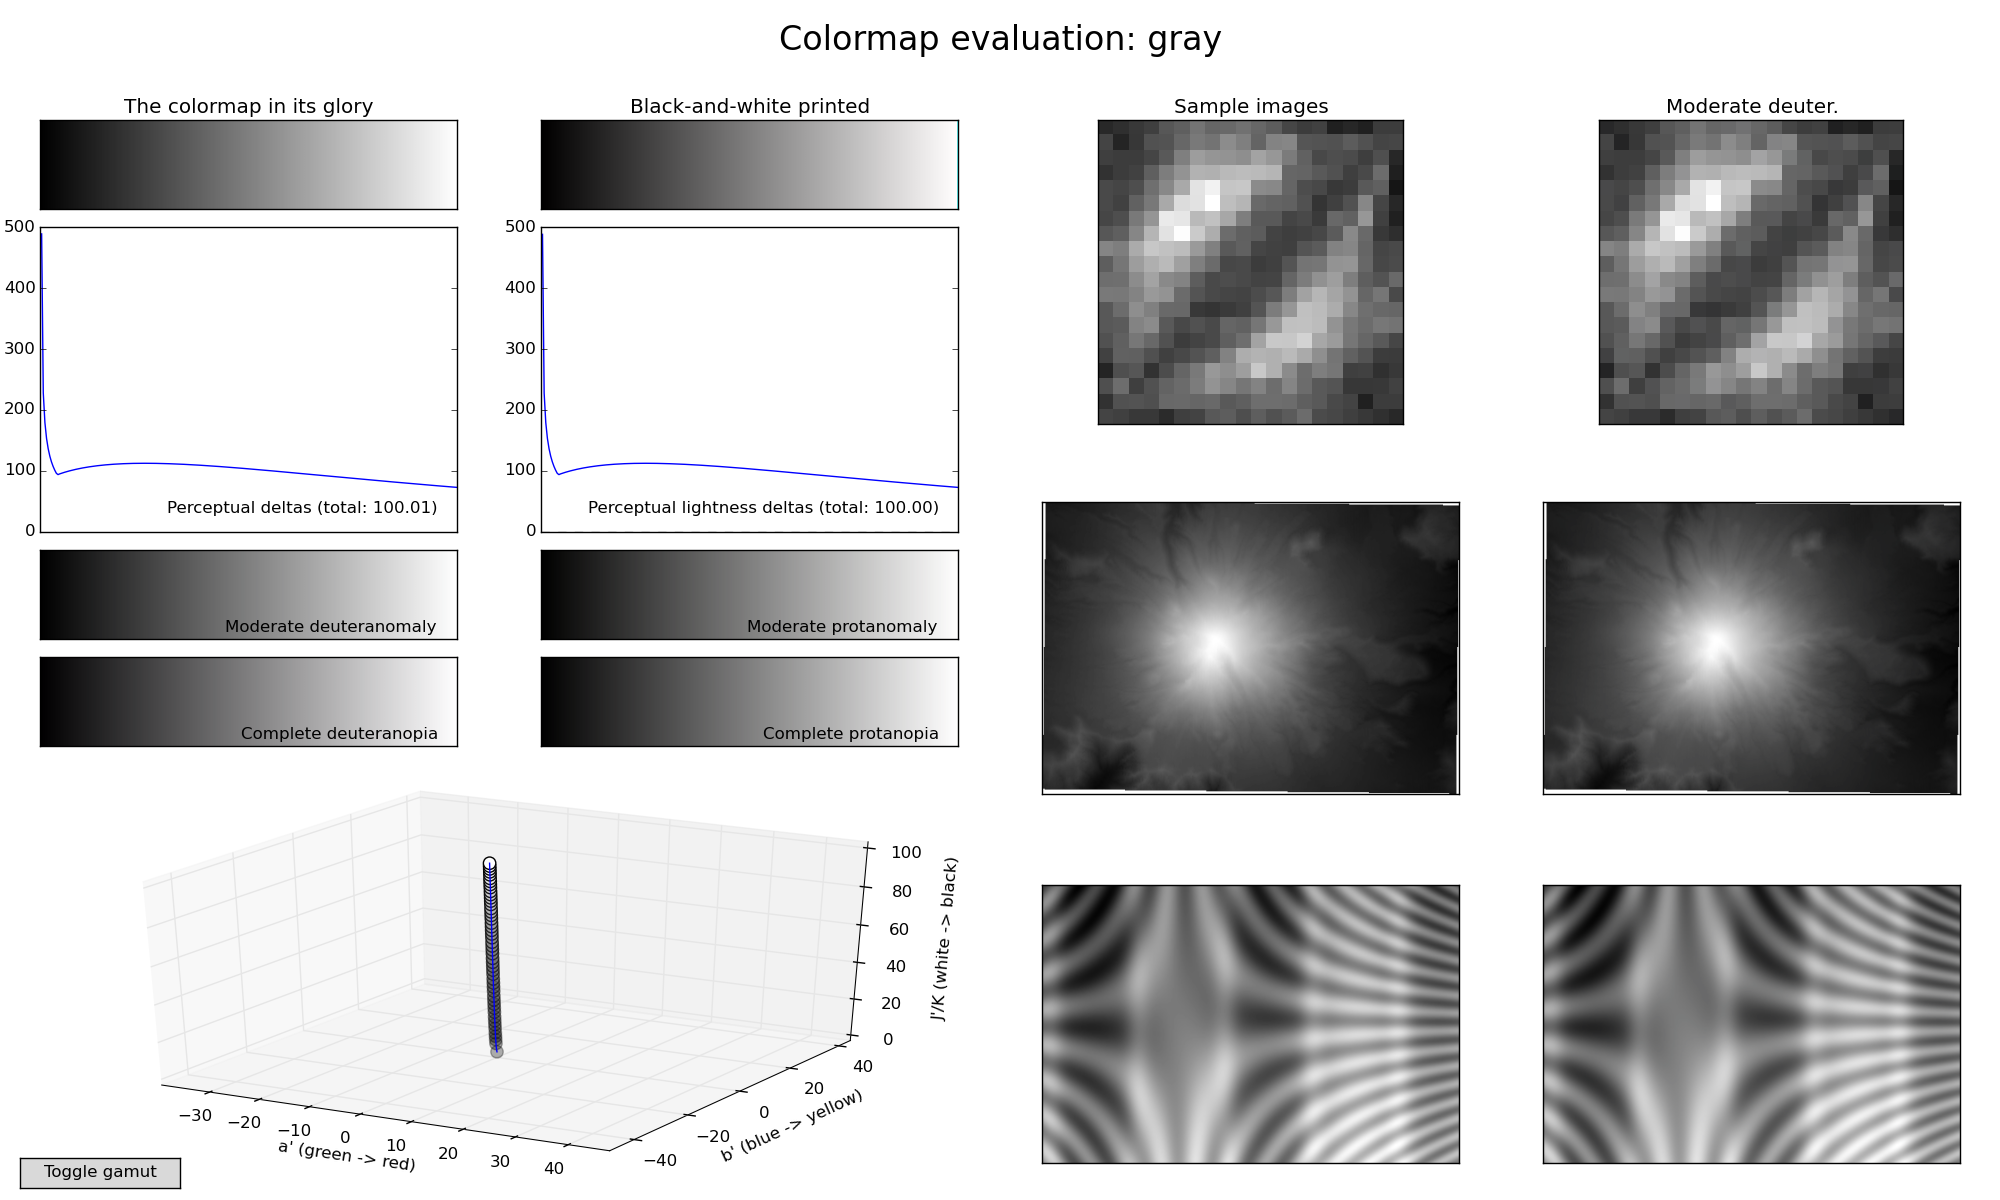 Colormap evaluation: gray
The colormap in its glory
Black-and-white printed
Sample images
Moderate deuter.
500
400
300
200
100
0
Perceptual deltas (total: 100.01)
500
400
300
200
100
0
Perceptual lightness deltas (total: 100.00)
Moderate deuteranomaly
Moderate protanomaly
Complete deuteranopia
Complete protanopia
100
80
60
40
20
0
J'/K (white -> black)
−30
−20
−10
0
10
20
30
40
a' (green -> red)
−40
−20
0
20
40
b' (blue -> yellow)
Toggle gamut